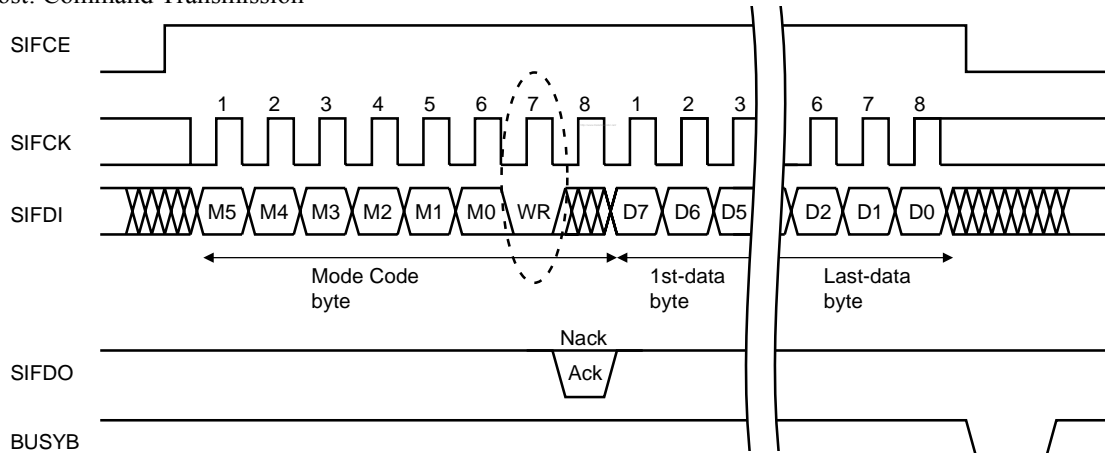 ost: Command Transmission
SIFCE
1 2 3 4 5 6 7 8 1 2 3 6 7 8
SIFCK
SIFDI M5 M4 M3 M2 M1 M0 WR D7 D6 D5 D2 D1 D0
Mode Code byte
1st-data byte
Last-data byte
Nack
SIFDO Ack
BUSYB